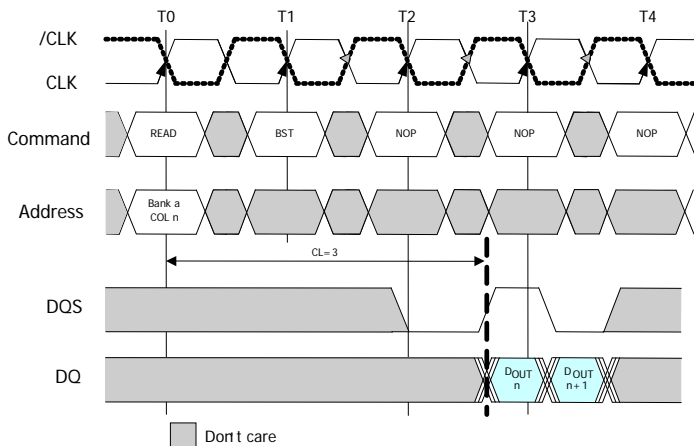 T0 T1 T2 T3 T4
/CLK
CLK
Command READ BST NOP NOP NOP
Address Bank a
COL n
CL=3
DQS
DQ DOUT
n DOUT
n+1
Don't care